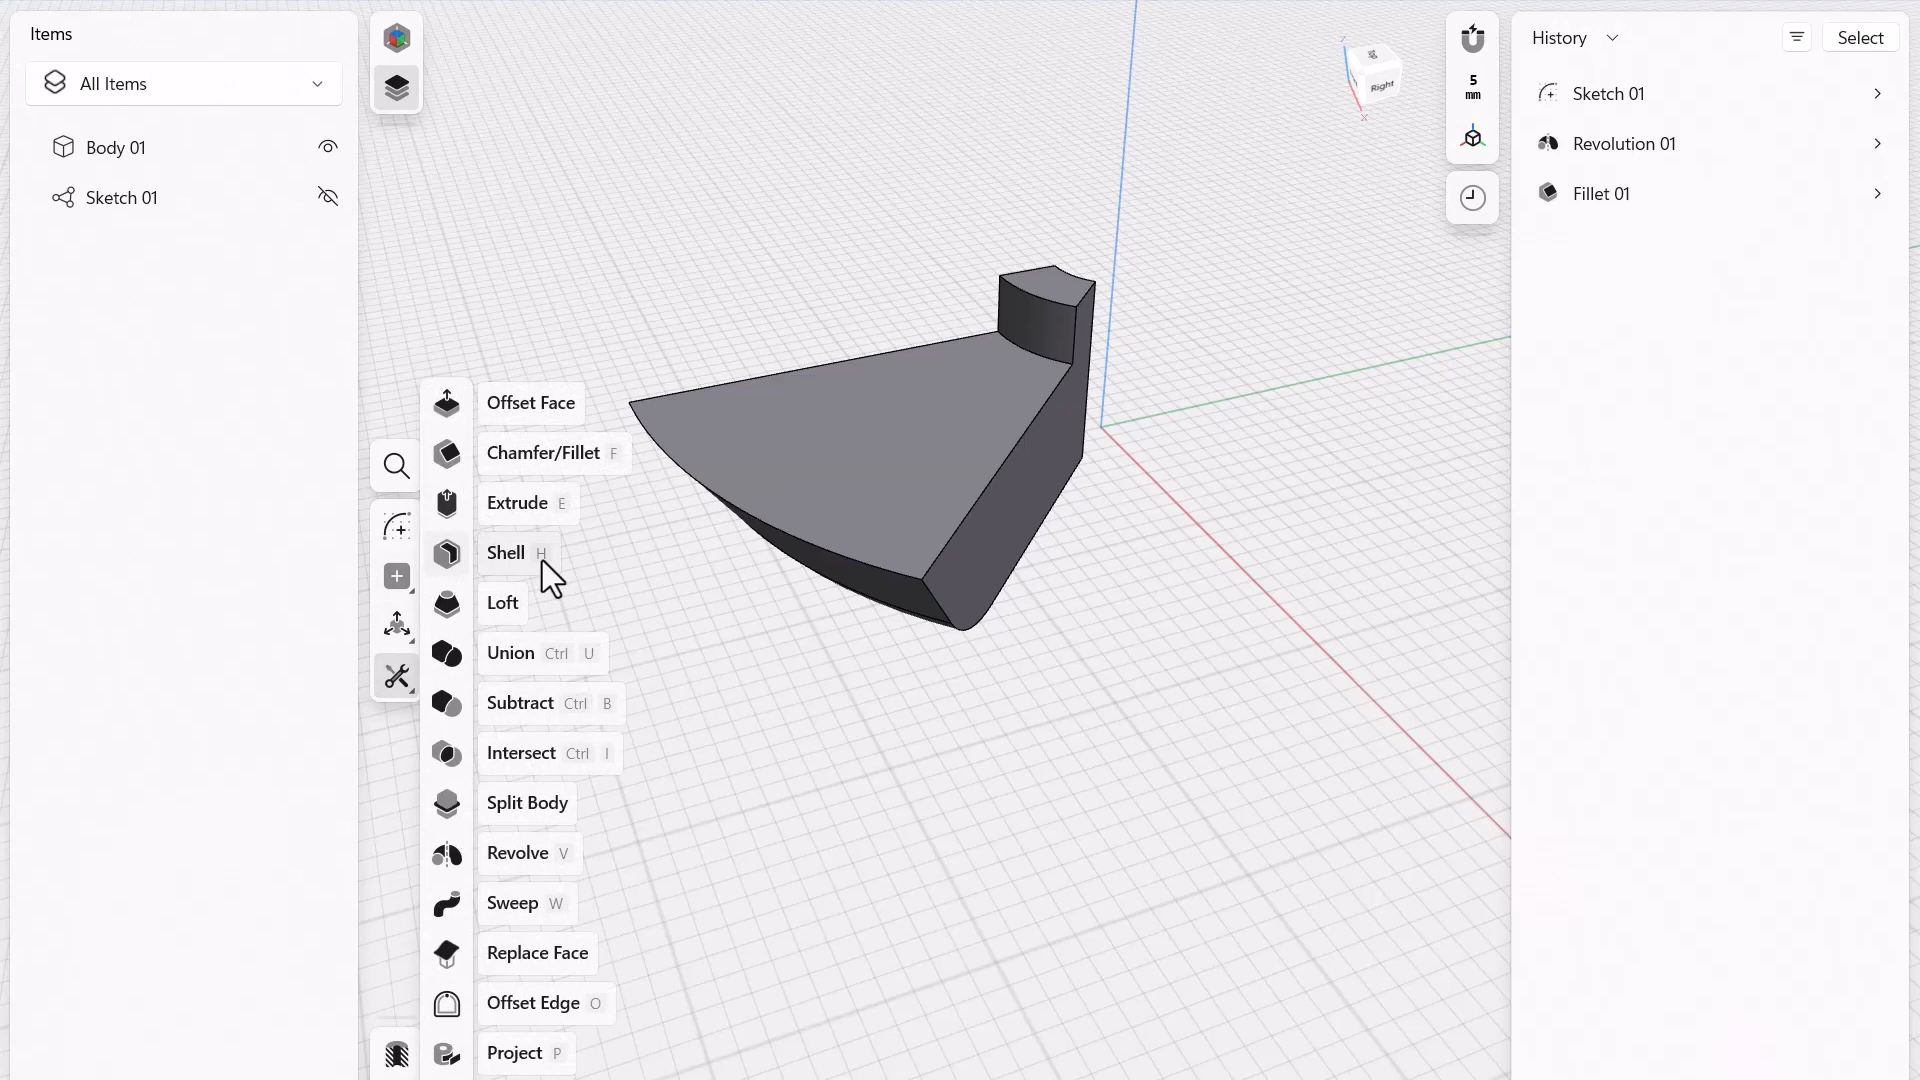 Items
All Items
Body 01
Sketch 01
Offset Face
Chamfer/Fillet F
Extrude E
Shell H
Loft
Union Ctrl U
Subtract Ctrl B
Intersect Ctrl I
Split Body
Revolve V
Sweep W
Replace Face
Offset Edge O
Project P
Z
Right
X
5
mm
History
Select
Sketch 01
Revolution 01
Fillet 01